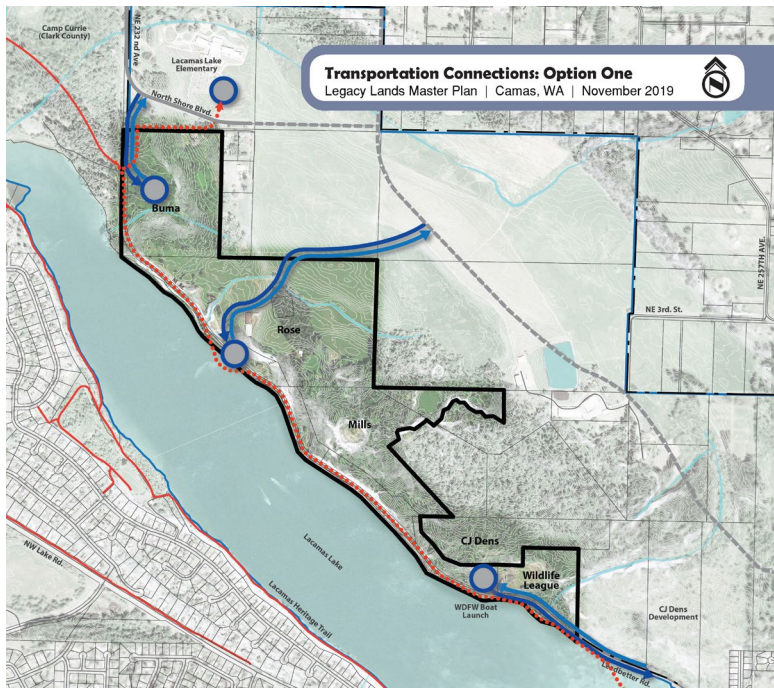 Camp Currie
(Clark County)
NE 232 nd Ave
Lacamas Lake
Elementary
North Shore Blvd.
Transportation Connections: Option One
Legacy Lands Master Plan | Camas, WA | November 2019
Buma
NE 257TH AVE.
NE 3rd. St.
Rose
Mills
CJ Dens
Wildlife
League
WDFW Boat
Launch
CJ Dens
Development
Lacamas Lake
NW Lake Rd.
Lacamas Heritage Trail
Leadbetter Rd.